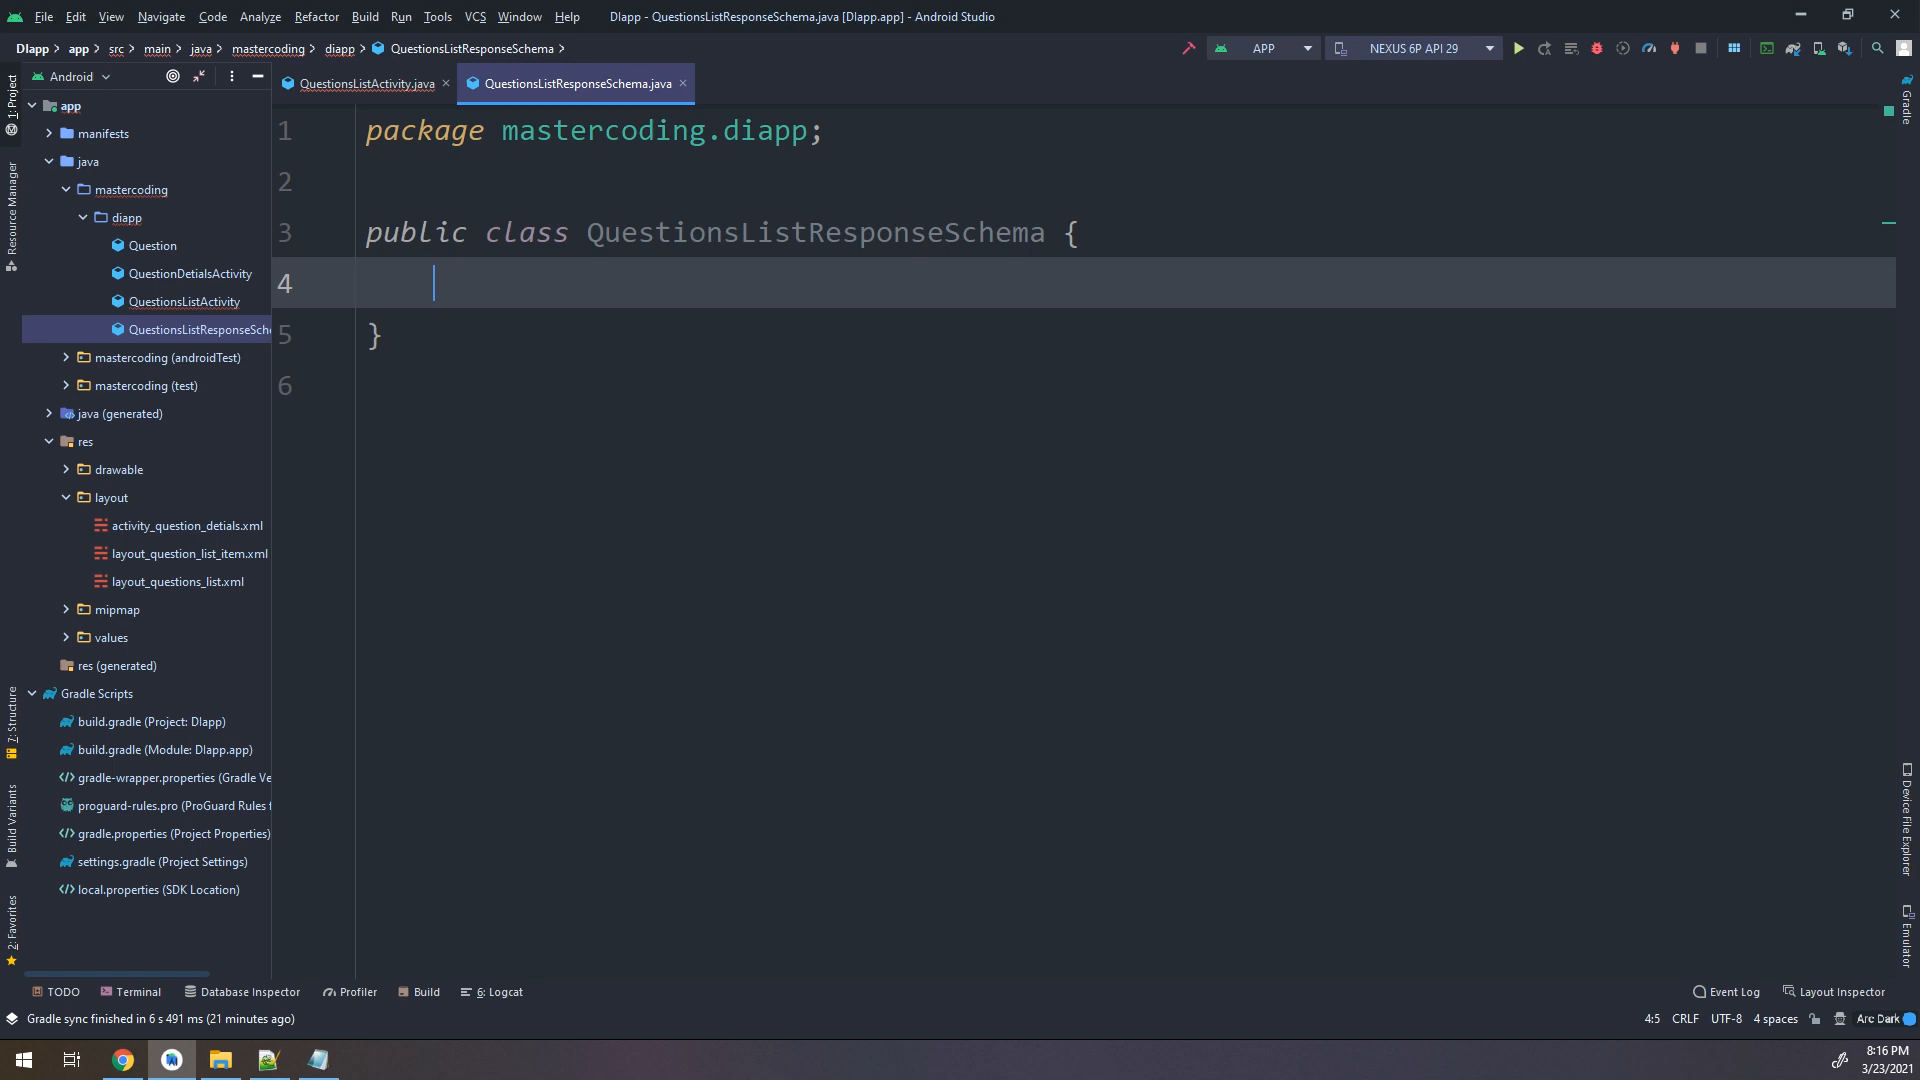 File Edit View Navigate Code Analyze Refactor Build Run Tools VCS Window Help DIapp - QuestionsListResponseSchema.java [DIapp.app] - Android Studio
DIapp app src main java mastercoding diapp QuestionsListResponseSchema APP NEXUS 6P API 29
Android
QuestionsListActivity.java
QuestionsListResponseSchema.java
1: Project
Resource Manager
7: Structure
Build Variants
2: Favorites
app
manifests
java
mastercoding
diapp
Question
QuestionDetialsActivity
QuestionsListActivity
QuestionsListResponseSche
mastercoding (androidTest)
mastercoding (test)
java (generated)
res
drawable
layout
activity_question_detials.xml
layout_question_list_item.xml
layout_questions_list.xml
mipmap
values
res (generated)
Gradle Scripts
build.gradle (Project: DIapp)
build.gradle (Module: DIapp.app)
gradle-wrapper.properties (Gradle Ve
proguard-rules.pro (ProGuard Rules f
gradle.properties (Project Properties)
settings.gradle (Project Settings)
local.properties (SDK Location)
1 package mastercoding.diapp;
2
3 public class QuestionsListResponseSchema {
4
5 }
6
Gradle
Device File Explorer
Emulator
TODO Terminal Database Inspector Profiler Build 6: Logcat Event Log Layout Inspector
Gradle sync finished in 6 s 491 ms (21 minutes ago) 4:5 CRLF UTF-8 4 spaces Arc Dark
8:16 PM
3/23/2021